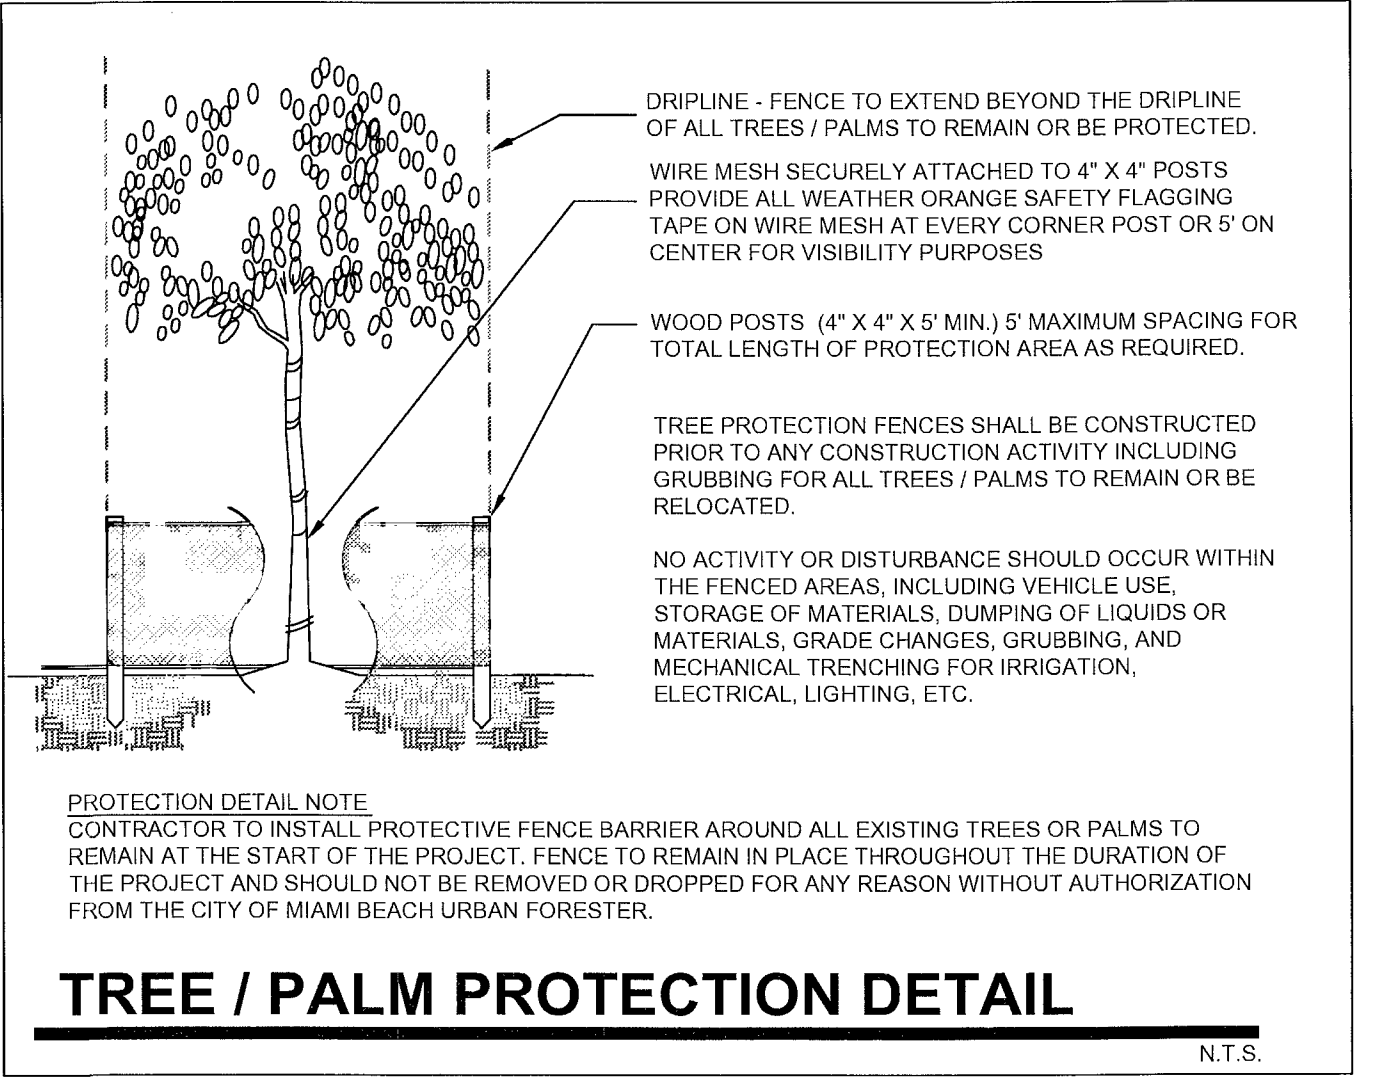 DRIPLINE - FENCE TO EXTEND BEYOND THE DRIPLINE
OF ALL TREES / PALMS TO REMAIN OR BE PROTECTED.
WIRE MESH SECURELY ATTACHED TO 4" X 4" POSTS
PROVIDE ALL WEATHER ORANGE SAFETY FLAGGING
TAPE ON WIRE MESH AT EVERY CORNER POST OR 5' ON
CENTER FOR VISIBILITY PURPOSES
WOOD POSTS (4" X 4" X 5' MIN.) 5' MAXIMUM SPACING FOR
TOTAL LENGTH OF PROTECTION AREA AS REQUIRED.
TREE PROTECTION FENCES SHALL BE CONSTRUCTED
PRIOR TO ANY CONSTRUCTION ACTIVITY INCLUDING
GRUBBING FOR ALL TREES / PALMS TO REMAIN OR BE
RELOCATED.
NO ACTIVITY OR DISTURBANCE SHOULD OCCUR WITHIN
THE FENCED AREAS, INCLUDING VEHICLE USE,
STORAGE OF MATERIALS, DUMPING OF LIQUIDS OR
MATERIALS, GRADE CHANGES, GRUBBING, AND
MECHANICAL TRENCHING FOR IRRIGATION,
ELECTRICAL, LIGHTING, ETC.
PROTECTION DETAIL NOTE
CONTRACTOR TO INSTALL PROTECTIVE FENCE BARRIER AROUND ALL EXISTING TREES OR PALMS TO
REMAIN AT THE START OF THE PROJECT. FENCE TO REMAIN IN PLACE THROUGHOUT THE DURATION OF
THE PROJECT AND SHOULD NOT BE REMOVED OR DROPPED FOR ANY REASON WITHOUT AUTHORIZATION
FROM THE CITY OF MIAMI BEACH URBAN FORESTER.
TREE / PALM PROTECTION DETAIL
N.T.S.